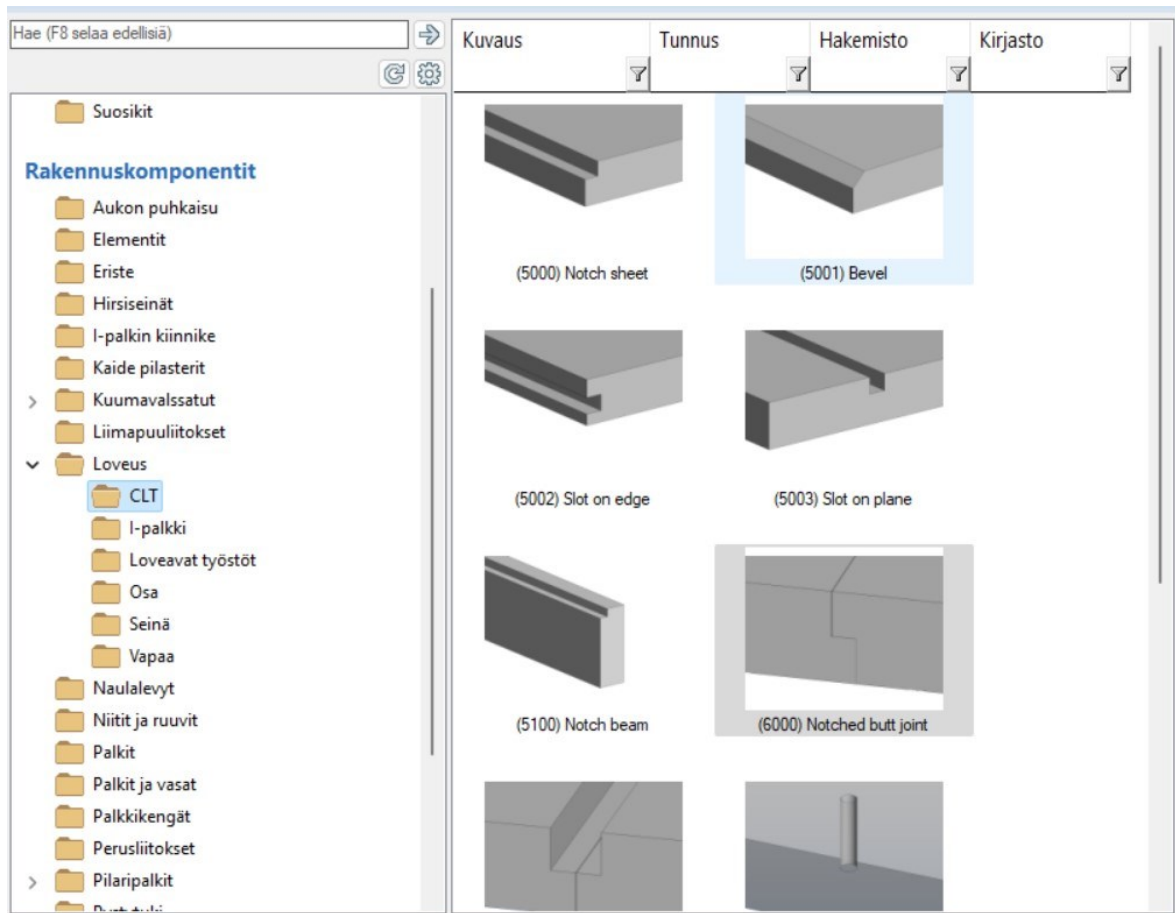 Hae (F8 selaa edellisiä)
Suosikit
Rakennuskomponentit
Aukon puhkaisu
Elementit
Eriste
Hirsiseinät
I-palkin kiinnike
Kaide pilasterit
Kuumavalssatut
Liimapuuliitokset
Loveus
CLT
I-palkki
Loveavat työstöt
Osa
Seinä
Vapaa
Naulalevyt
Niitit ja ruuvit
Palkit
Palkit ja vasat
Palkkikengät
Perusliitokset
Pilaripalkit
Kuvaus Tunnus Hakemisto Kirjasto
(5000) Notch sheet (5001) Bevel
(5002) Slot on edge (5003) Slot on plane
(5100) Notch beam (6000) Notched butt joint